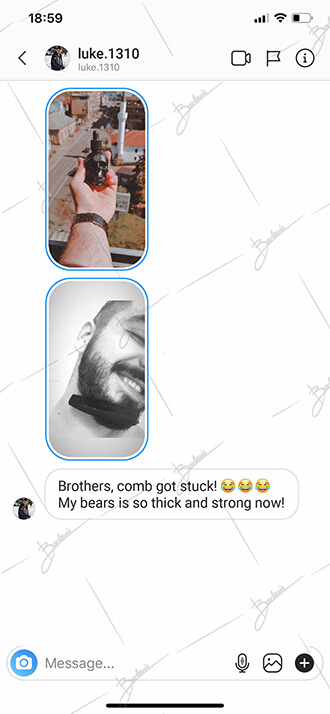 18:59
luke.1310
luke.1310
Brothers, comb got stuck! 😂😂😂
My bears is so thick and strong now!
Message...